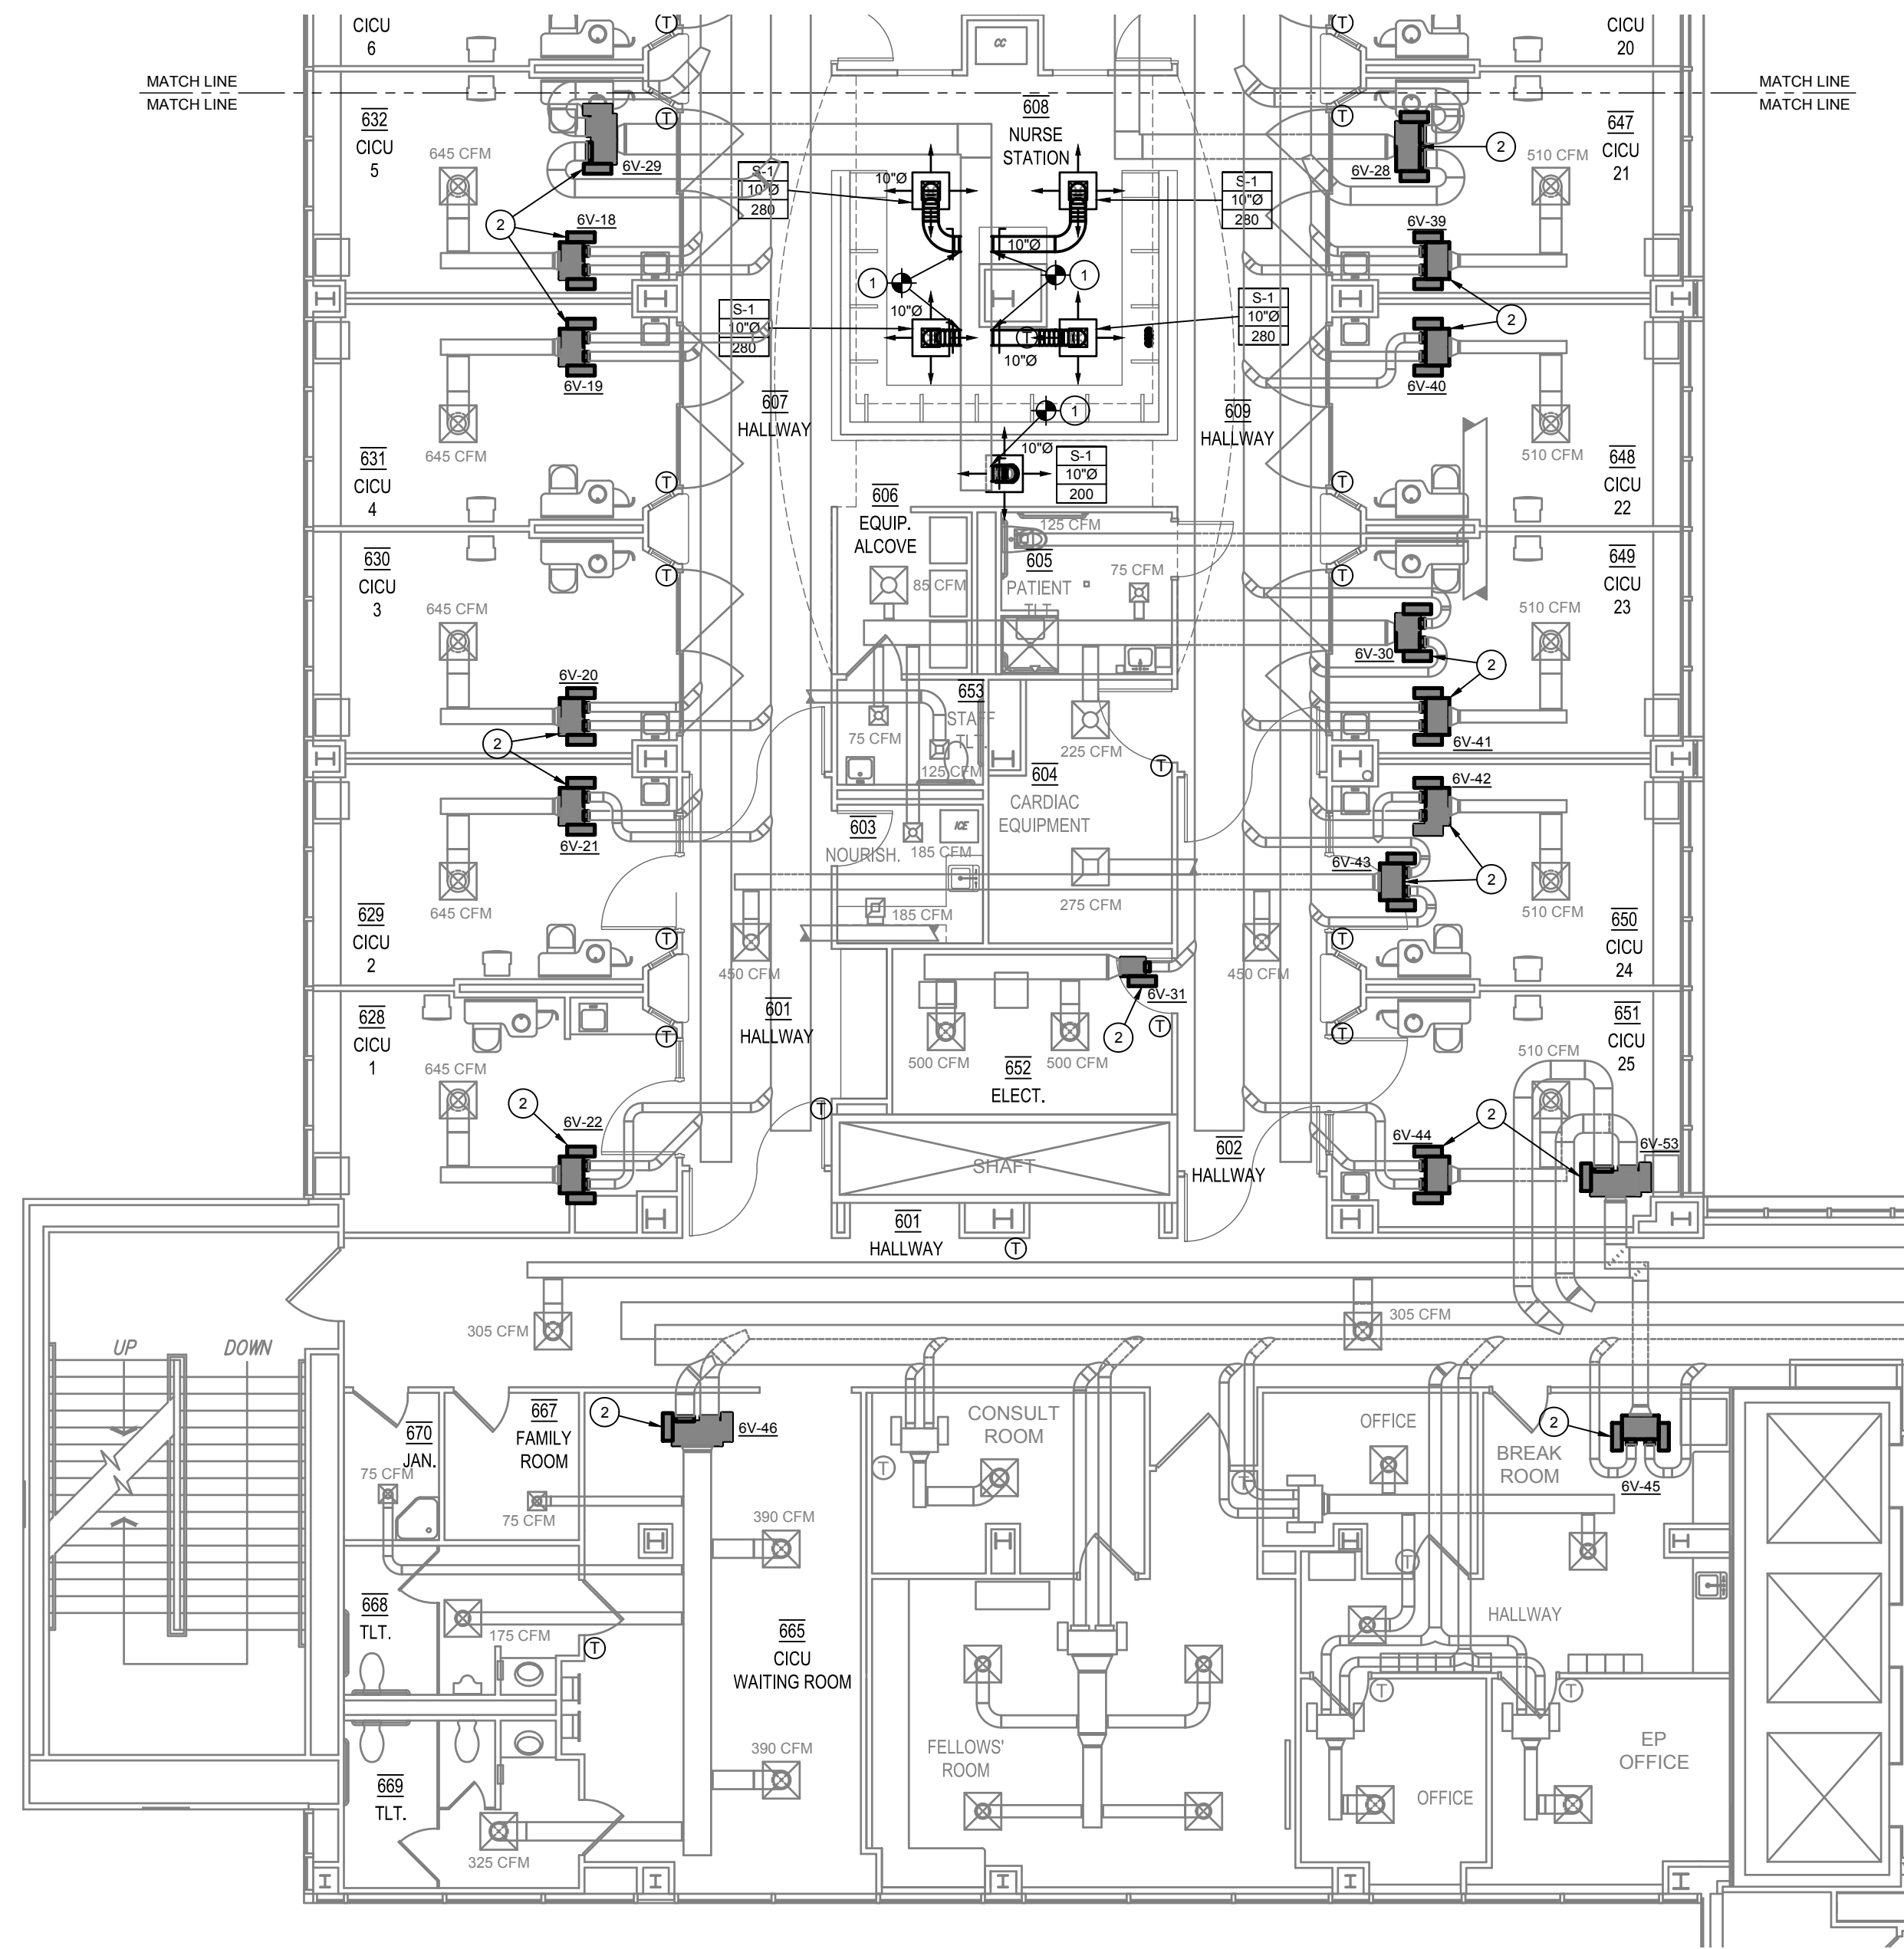 CICU
6
CC
CICU
20
MATCH LINE
MATCH LINE
MATCH LINE
MATCH LINE
T
T
T
T
632
CICU
5
645 CFM
6V-29
2
6V-18
608
NURSE
STATION
S-1
10"Ø
280
10"Ø
10"Ø
S-1
10"Ø
280
6V-28
2
510 CFM
647
CICU
21
6V-39
1
1
10"Ø
S-1
10"Ø
280
10"Ø
T
S-1
10"Ø
280
2
6V-19
6V-40
645 CFM
510 CFM
607
HALLWAY
609
HALLWAY
1
10"Ø
S-1
10"Ø
200
631
CICU
4
648
CICU
22
T
T
T
T
606
EQUIP.
ALCOVE
85 CFM
125 CFM
605
PATIENT
TLT
75 CFM
630
CICU
3
645 CFM
649
CICU
23
510 CFM
6V-30
2
6V-20
2
6V-41
653
STAFF
TLT.
75 CFM
125 CFM
225 CFM
T
604
CARDIAC
EQUIPMENT
6V-42
6V-21
6V-43
2
603
NOURISH.
ICE
185 CFM
185 CFM
275 CFM
645 CFM
510 CFM
629
CICU
2
650
CICU
24
T
T
T
T
450 CFM
450 CFM
6V-31
2
T
601
HALLWAY
500 CFM
500 CFM
652
ELECT.
628
CICU
1
645 CFM
651
CICU
25
510 CFM
2
6V-22
T
2
6V-44
6V-53
SHAFT
602
HALLWAY
601
HALLWAY
T
305 CFM
305 CFM
UP
DOWN
670
JAN.
75 CFM
667
FAMILY
ROOM
75 CFM
2
6V-46
390 CFM
CONSULT
ROOM
T
T
OFFICE
BREAK
ROOM
2
6V-45
T
668
TLT.
175 CFM
T
665
CICU
WAITING ROOM
HALLWAY
T
T
390 CFM
FELLOWS'
ROOM
OFFICE
EP
OFFICE
669
TLT.
325 CFM